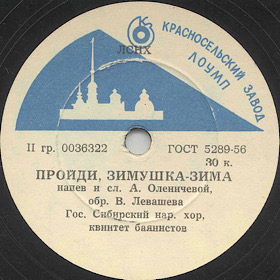 ЛСНХ
КРАСНОСЕЛЬСКИЙ ЗАВОД
ЛОУМП
II гр. 0036322 ГОСТ 5289-56
30 к.
ПРОЙДИ, ЗИМУШКА-ЗИМА
напев и сл. А. Оленичевой,
обр. В. Левашева
Гос. Сибирский нар. хор,
квинтет баянистов